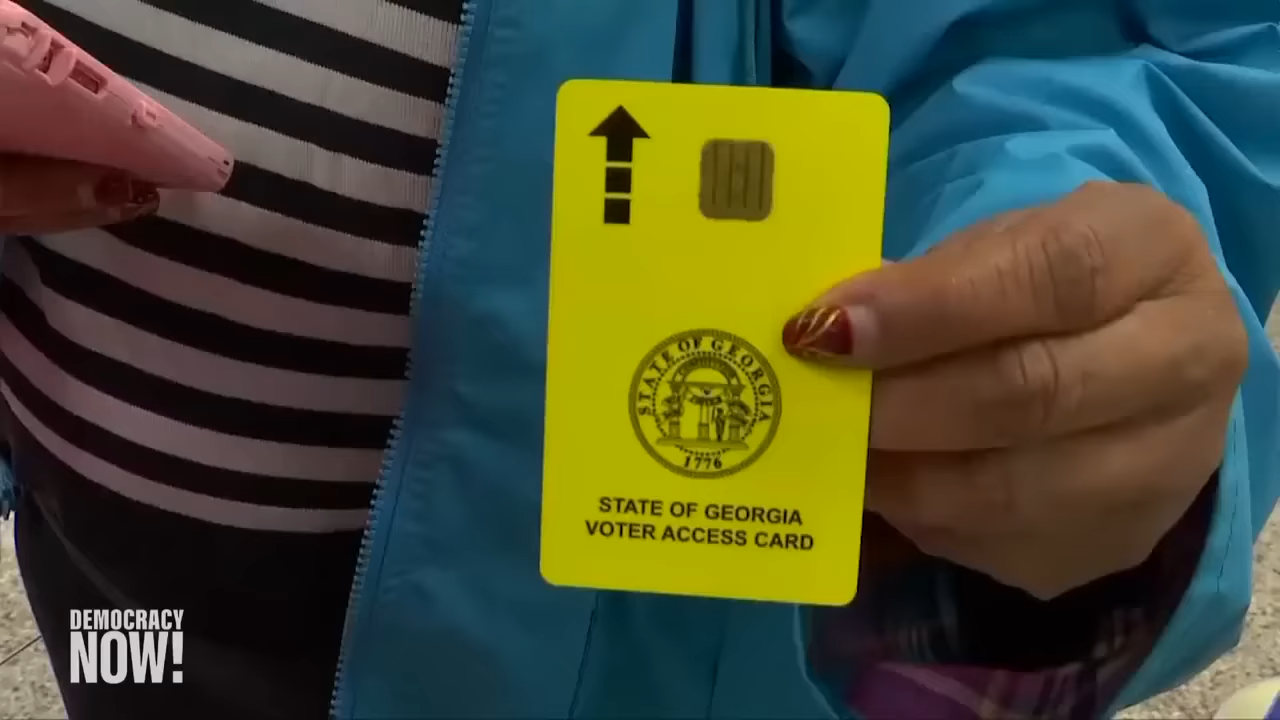 STATE OF GEORGIA
1776
STATE OF GEORGIA
VOTER ACCESS CARD
DEMOCRACY
NOW!